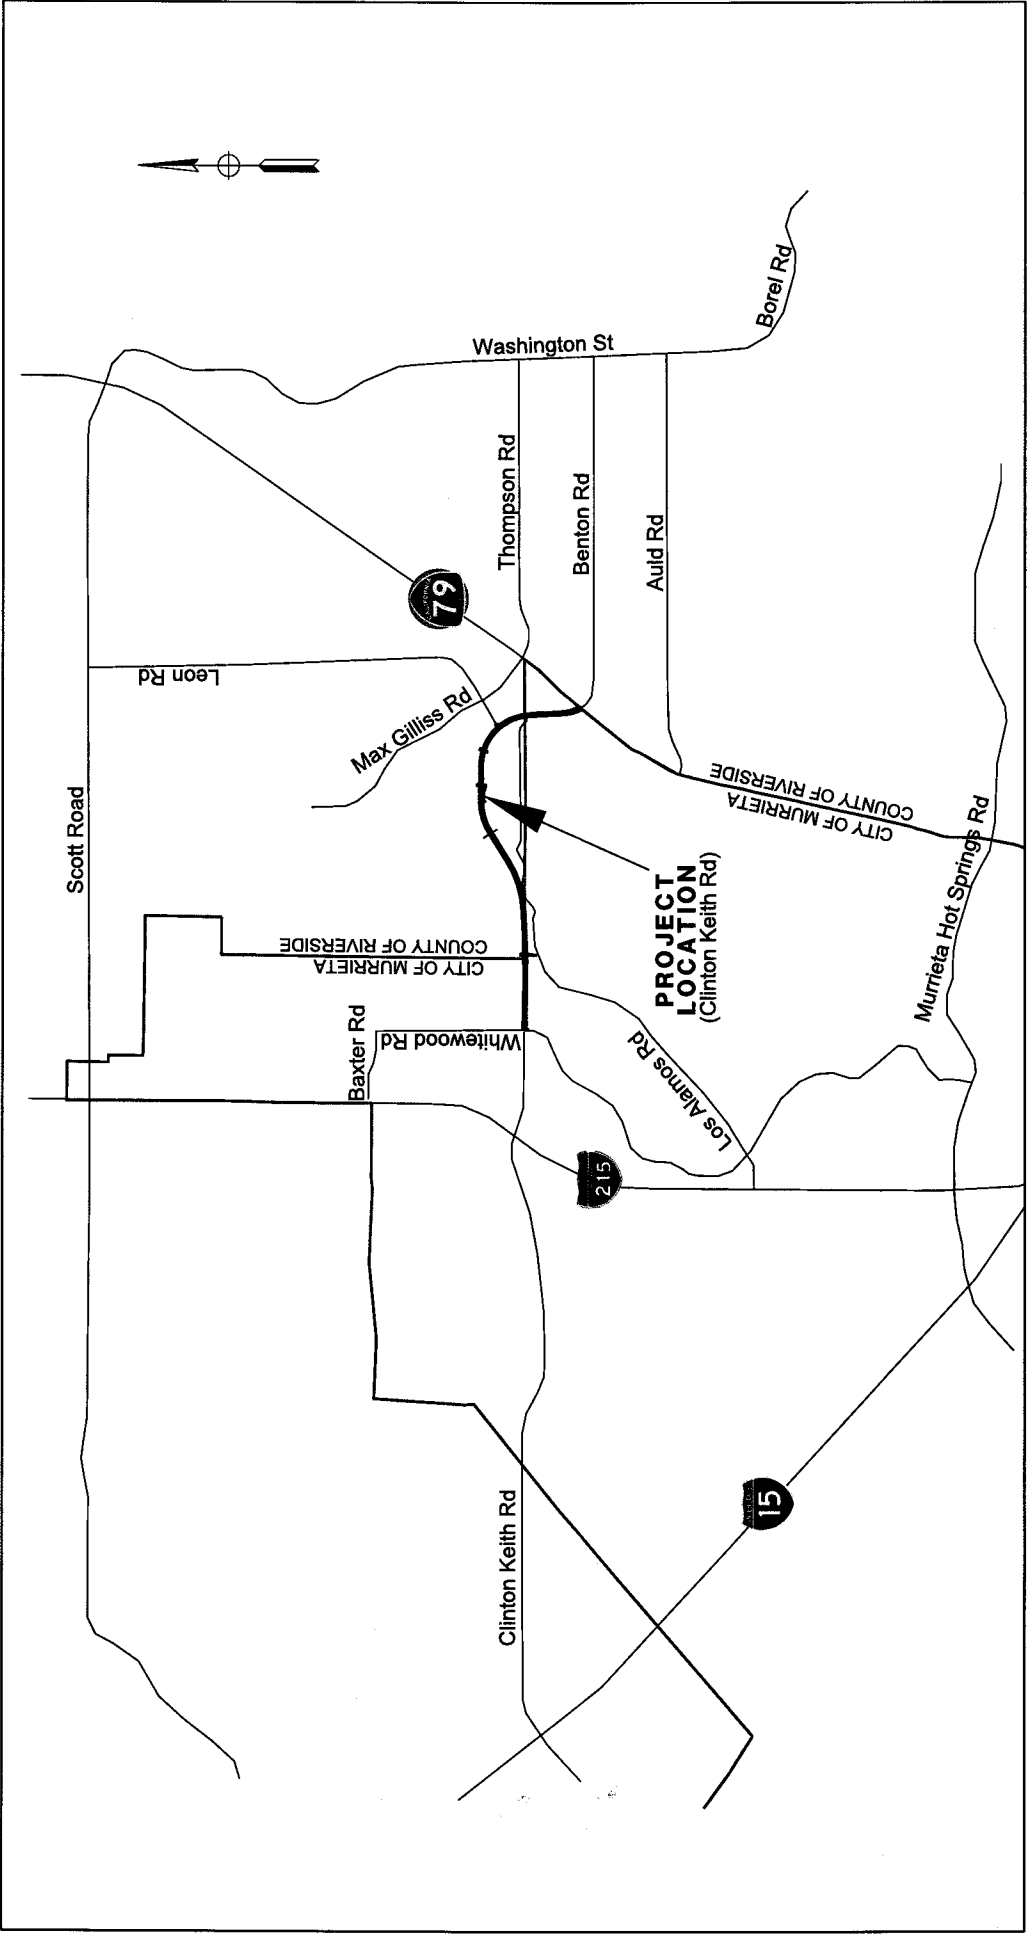 Scott Road
Leon Rd
Max Gilliss Rd
CALIFORNIA
79
Washington St
Borel Rd
Thompson Rd
Benton Rd
Auld Rd
COUNTY OF RIVERSIDE
CITY OF MURRIETA
Baxter Rd
Whitewood Rd
PROJECT
LOCATION
(Clinton Keith Rd)
COUNTY OF RIVERSIDE
CITY OF MURRIETA
Murrieta Hot Springs Rd
Los Alamos Rd
215
Clinton Keith Rd
15